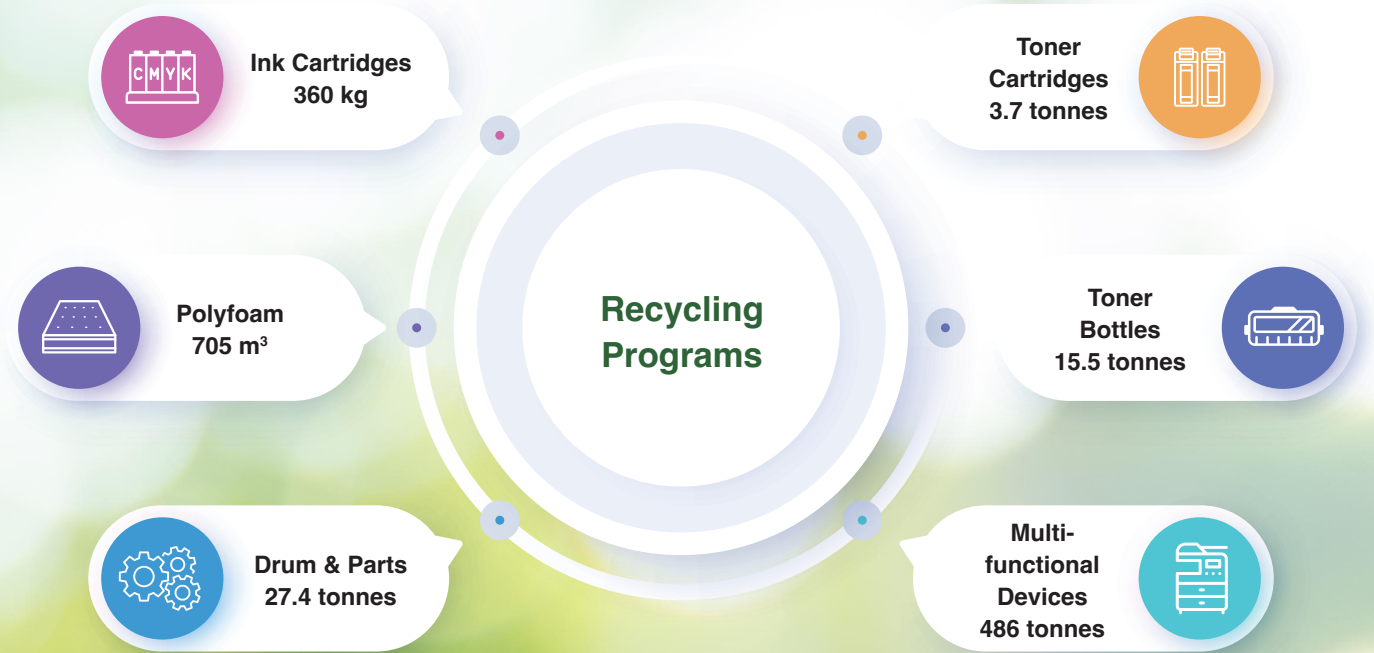 CMYK
Ink Cartridges
360 kg
Toner
Cartridges
3.7 tonnes
Polyfoam
705 m³
Recycling
Programs
Toner
Bottles
15.5 tonnes
Drum & Parts
27.4 tonnes
Multi-
functional
Devices
486 tonnes